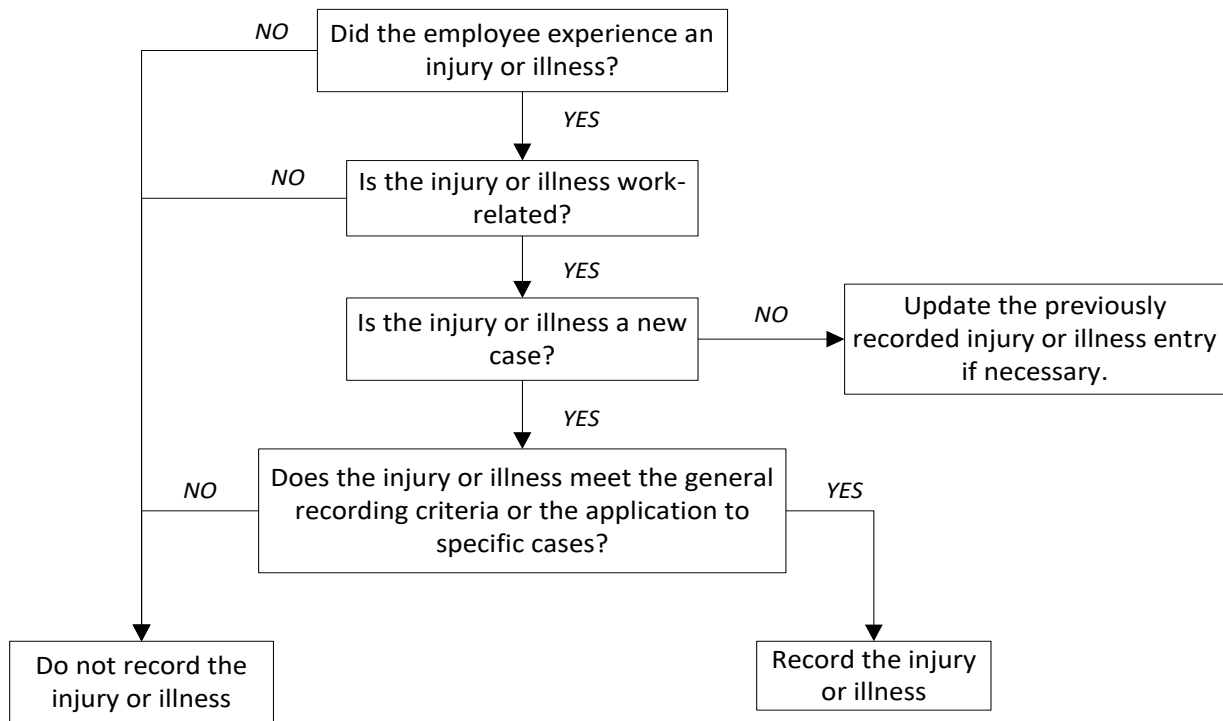 NO
Did the employee experience an
injury or illness?
YES
NO
Is the injury or illness work-
related?
YES
Is the injury or illness a new
case?
NO
Update the previously
recorded injury or illness entry
if necessary.
YES
NO
Does the injury or illness meet the general
recording criteria or the application to
specific cases?
YES
Do not record the
injury or illness
Record the injury
or illness